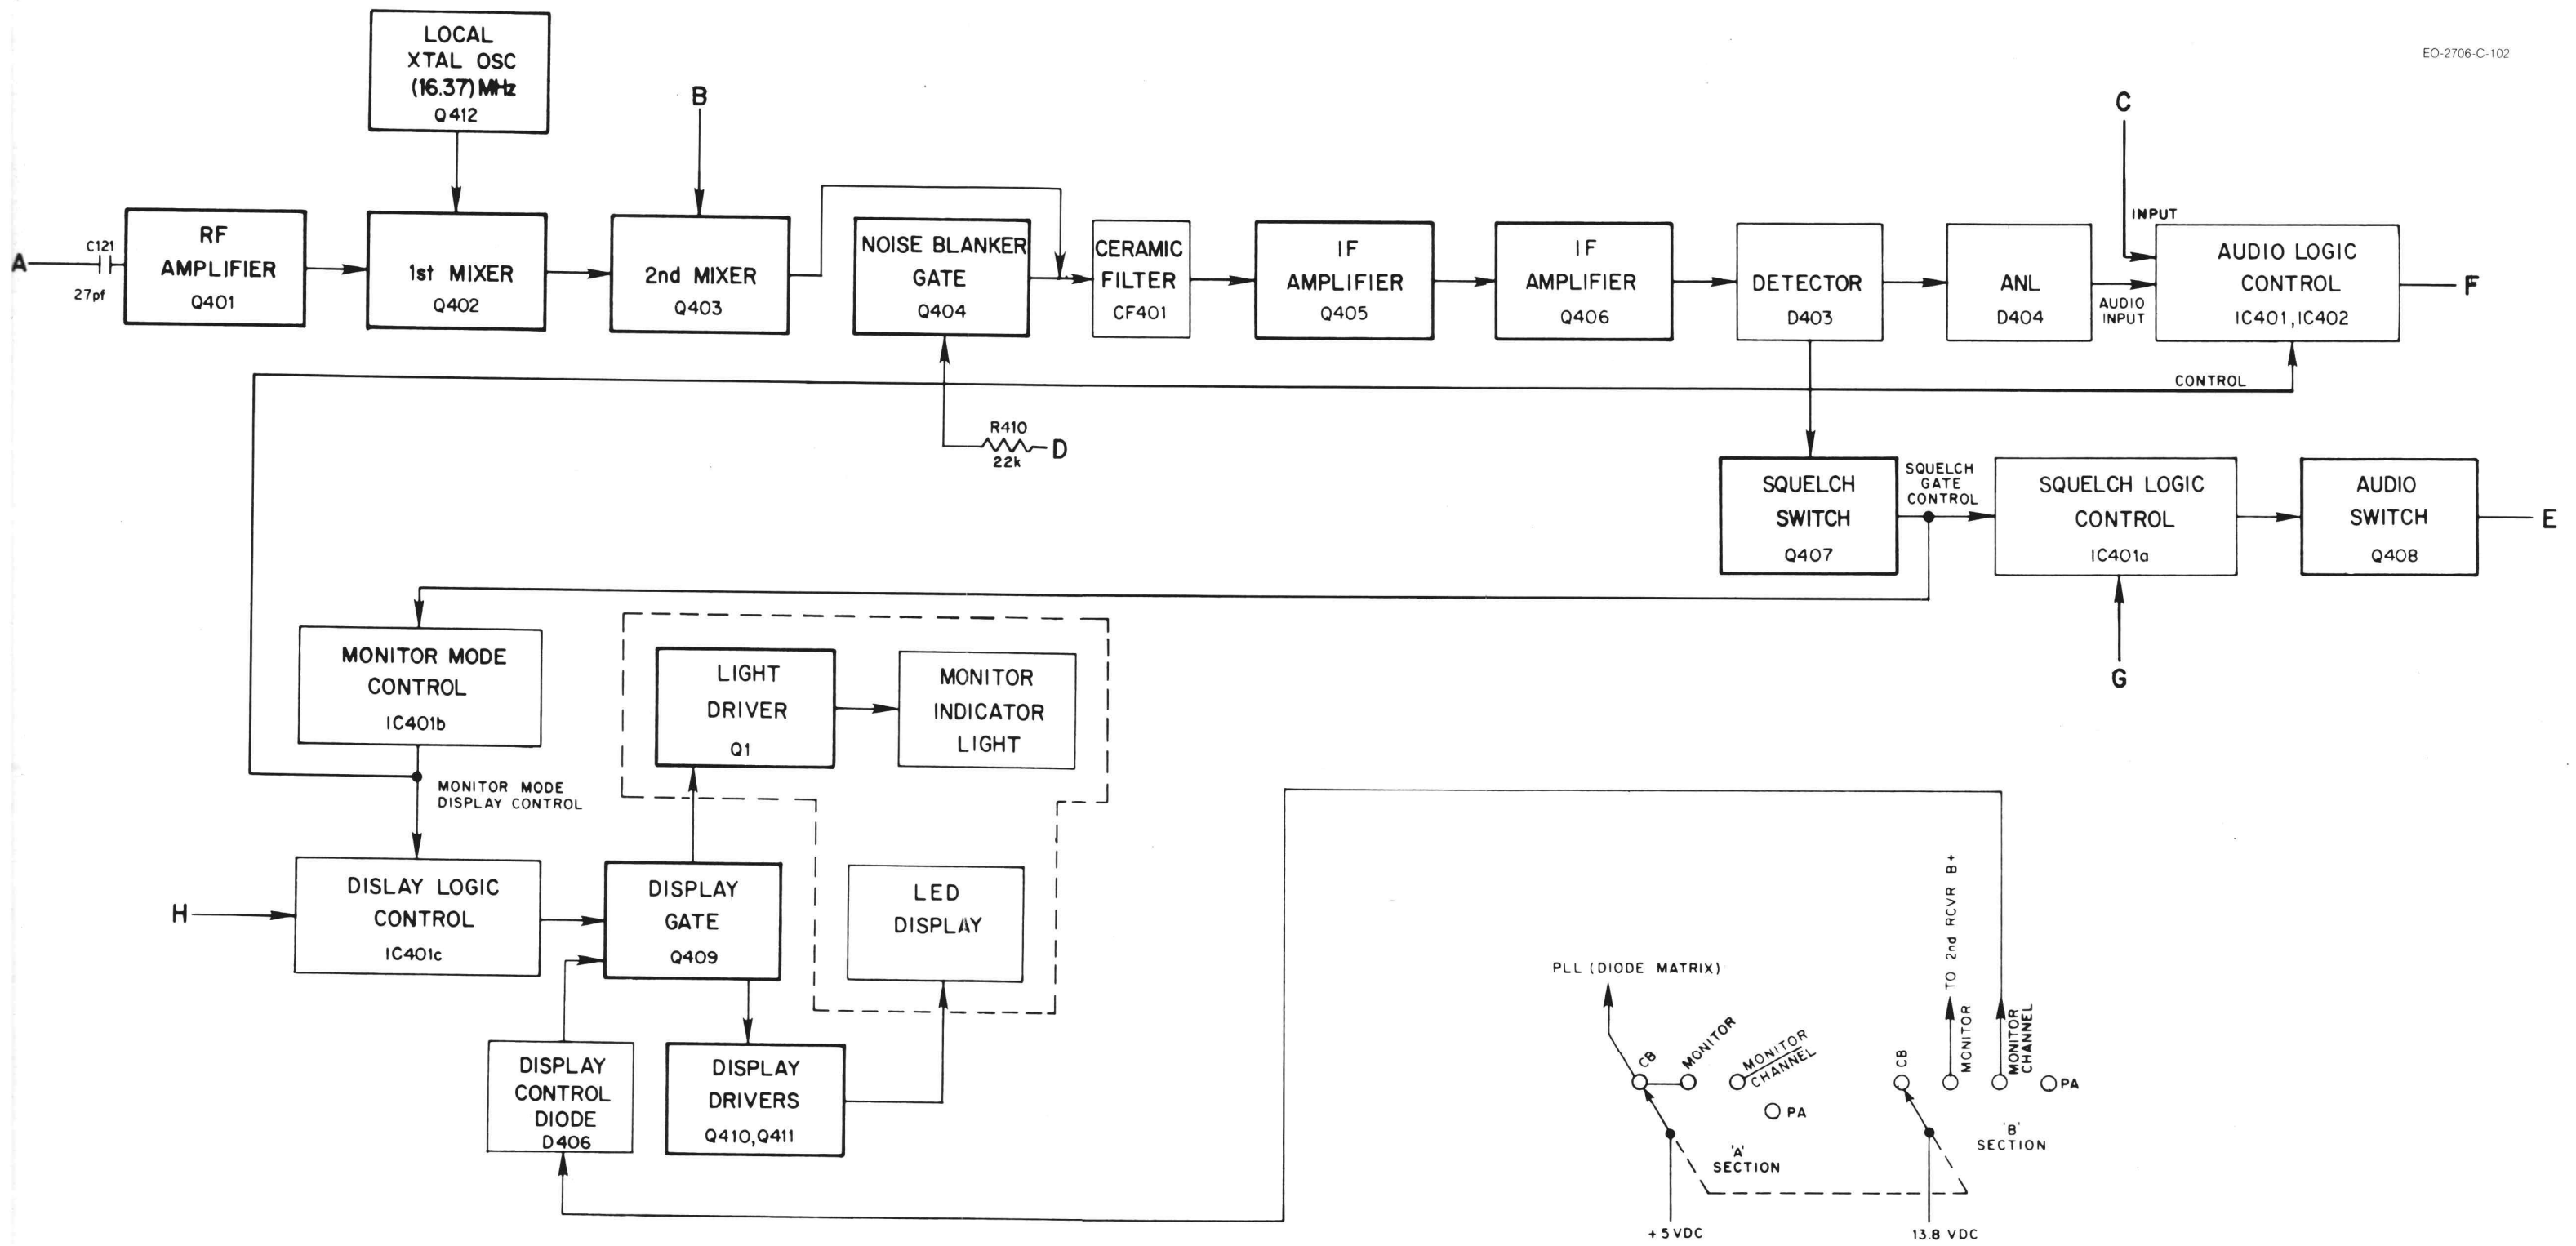 EO-2706-C-102
LOCAL
XTAL OSC
(16.37) MHz
Q412
B
C
A
C121
27pf
RF
AMPLIFIER
Q401
1st MIXER
Q402
2nd MIXER
Q403
NOISE BLANKER
GATE
Q404
CERAMIC
FILTER
CF401
IF
AMPLIFIER
Q405
IF
AMPLIFIER
Q406
DETECTOR
D403
ANL
D404
INPUT
AUDIO
INPUT
AUDIO LOGIC
CONTROL
IC401, IC402
F
CONTROL
R410
22k
D
SQUELCH
SWITCH
Q407
SQUELCH
GATE
CONTROL
SQUELCH LOGIC
CONTROL
IC401a
AUDIO
SWITCH
Q408
E
G
MONITOR MODE
CONTROL
IC401b
MONITOR MODE
DISPLAY CONTROL
LIGHT
DRIVER
Q1
MONITOR
INDICATOR
LIGHT
H
DISLAY LOGIC
CONTROL
IC401c
DISPLAY
GATE
Q409
LED
DISPLAY
DISPLAY
CONTROL
DIODE
D406
DISPLAY
DRIVERS
Q410, Q411
PLL (DIODE MATRIX)
CB
MONITOR
MONITOR
CHANNEL
PA
'A'
SECTION
+5 VDC
TO 2nd RCVR B+
CB
MONITOR
MONITOR
CHANNEL
PA
'B'
SECTION
13.8 VDC